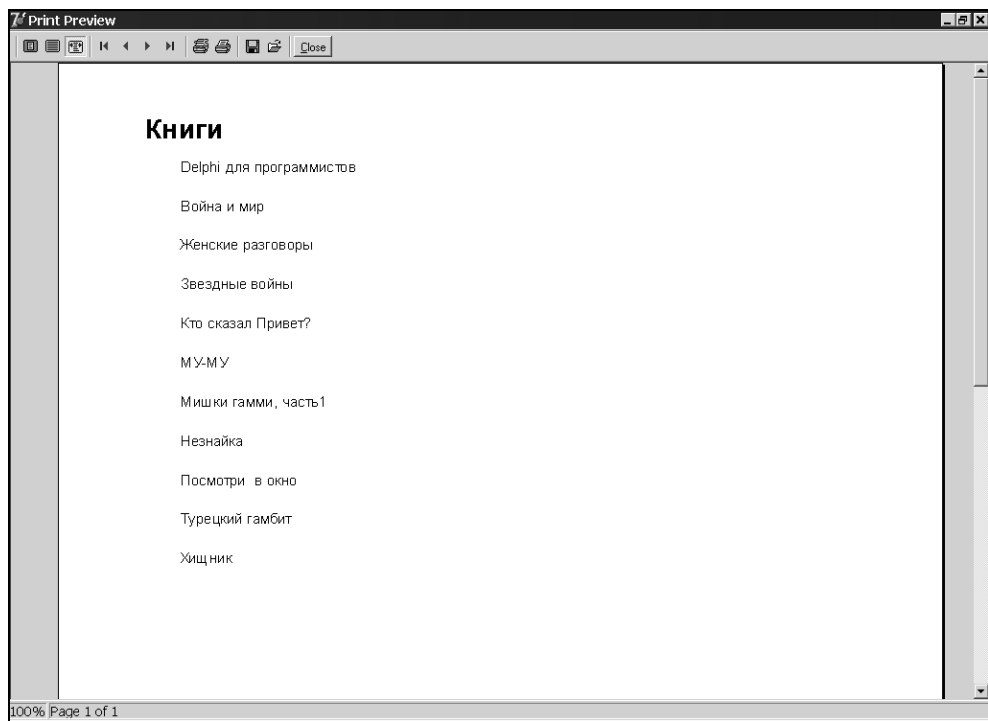 Print Preview
Close
Книги
Delphi для программистов
Война и мир
Женские разговоры
Звездные войны
Кто сказал Привет?
МУ-МУ
Мишки гамми, часть1
Незнайка
Посмотри  в окно
Турецкий гамбит
Хищник
100% Page 1 of 1